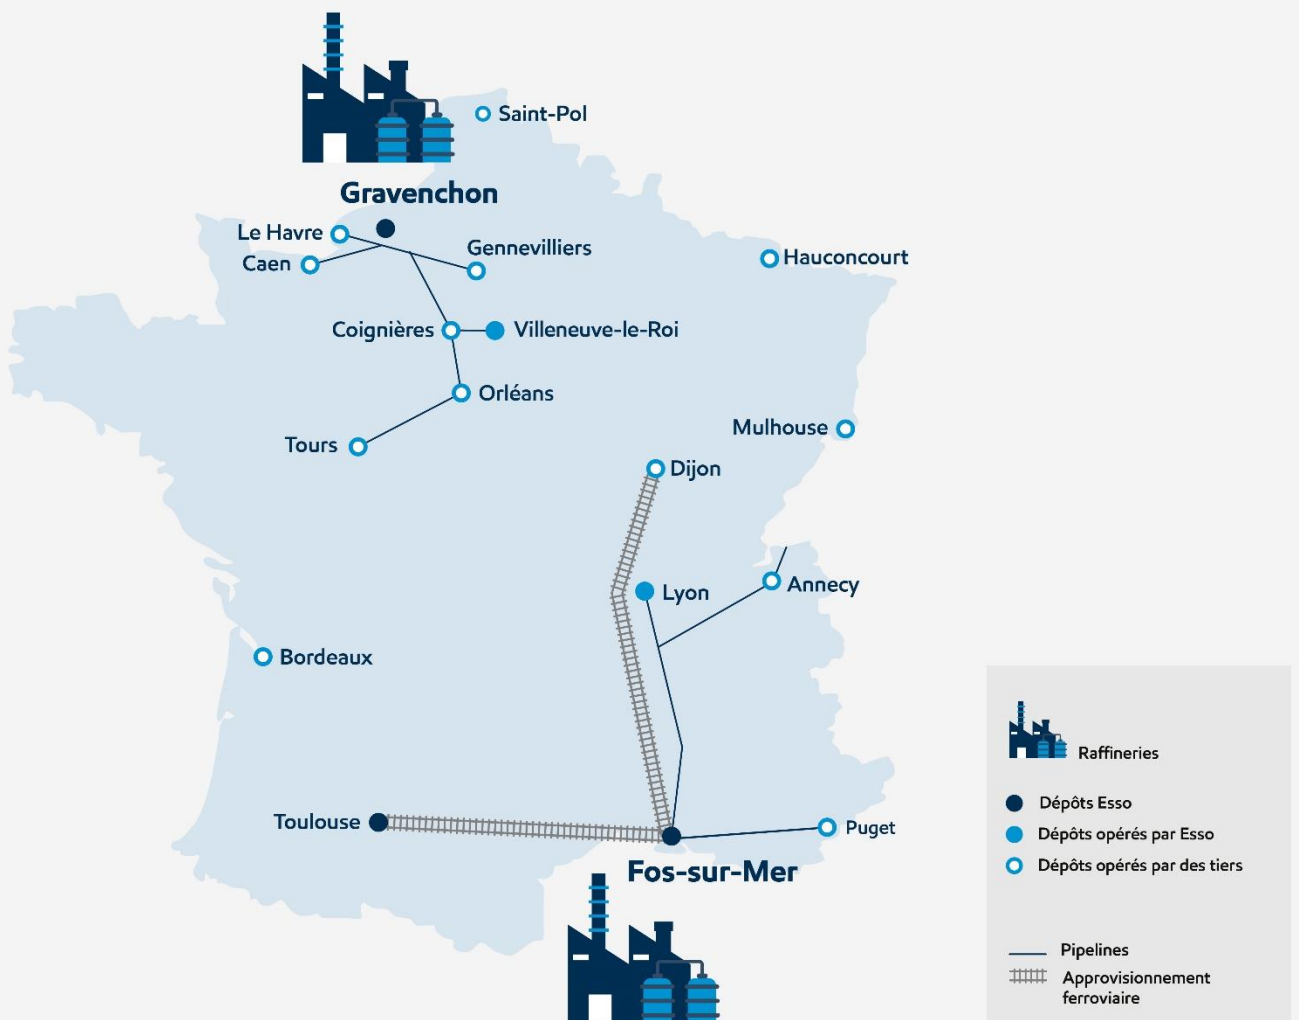 Saint-Pol
Gravenchon
Le Havre
Gennevilliers
Caen
Hauconcourt
Coignières
Villeneuve-le-Roi
Orléans
Mulhouse
Tours
Dijon
Annecy
Lyon
Bordeaux
Toulouse
Puget
Fos-sur-Mer
Raffineries
Dépôts Esso
Dépôts opérés par Esso
Dépôts opérés par des tiers
Pipelines
Approvisionnement
ferroviaire